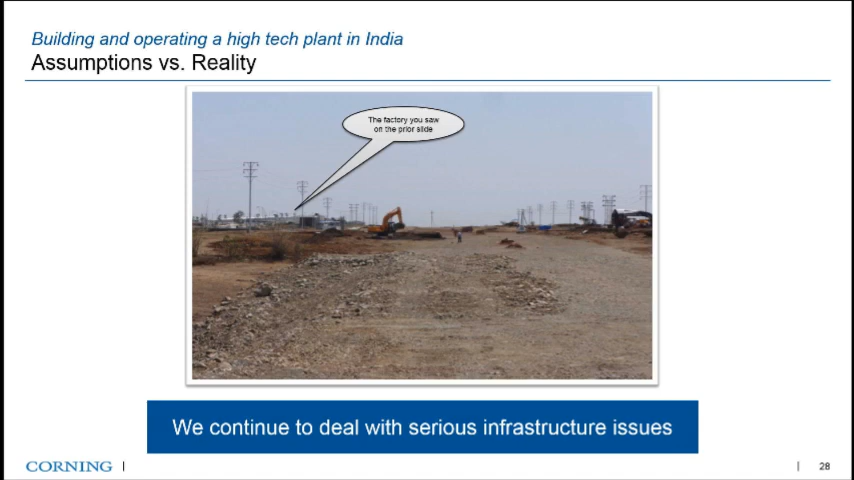 Building and operating a high tech plant in India
Assumptions vs. Reality
The factory you saw
on the prior slide
We continue to deal with serious infrastructure issues
CORNING |
| 28